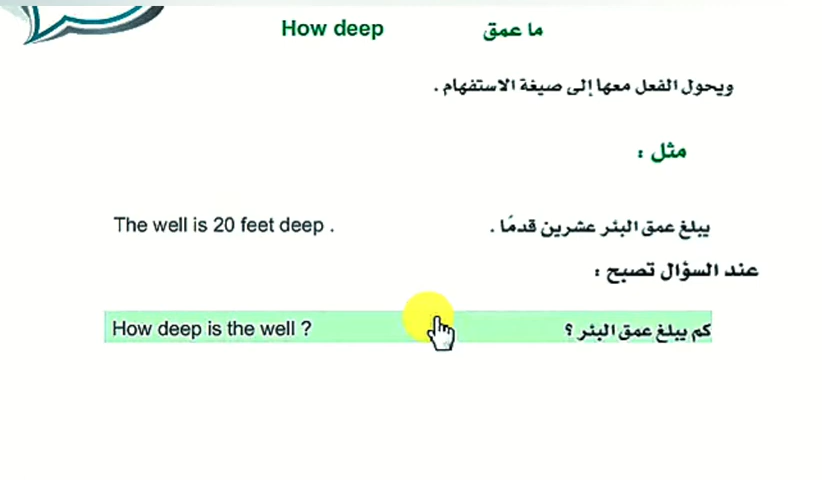 How deep ما عمق
ويحول الفعل معها إلى صيغة الاستفهام .
مثل :
The well is 20 feet deep . يبلغ عمق البئر عشرين قدمًا .
عند السؤال تصبح :
How deep is the well ? كم يبلغ عمق البئر ؟